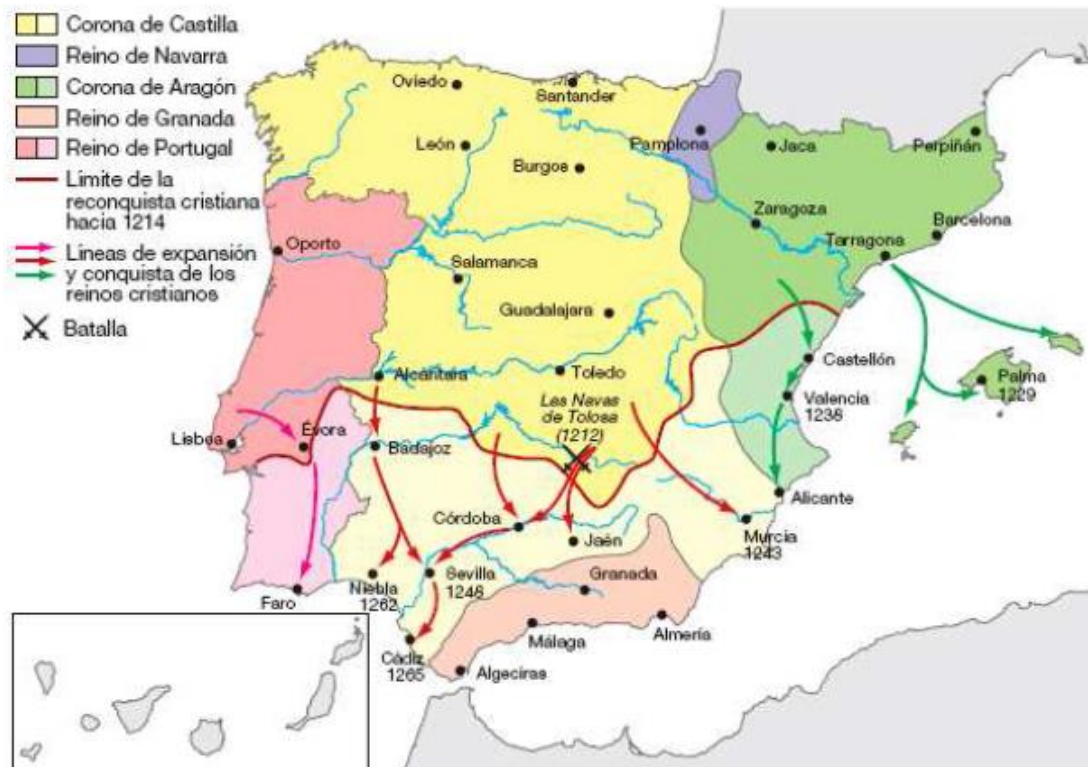 Corona de Castilla
Reino de Navarra
Corona de Aragón
Reino de Granada
Reino de Portugal
Limite de la
reconquista cristiana
hacia 1214
Lineas de expansión
y conquista de los
reinos cristianos
Batalla
Oviedo
Santander
León
Burgos
Pamplona
Jaca
Perpiñán
Zaragoza
Barcelona
Tarragona
Oporto
Salamanca
Guadalajara
Alcántara
Toledo
Castellón
Palma
1229
Valencia
1238
Las Navas
de Tolosa
(1212)
Lisboa
Évora
Badajoz
Alicante
Córdoba
Jaén
Murcia
1243
Niebla
1262
Sevilla
1248
Granada
Faro
Cádiz
1265
Málaga
Almería
Algeciras